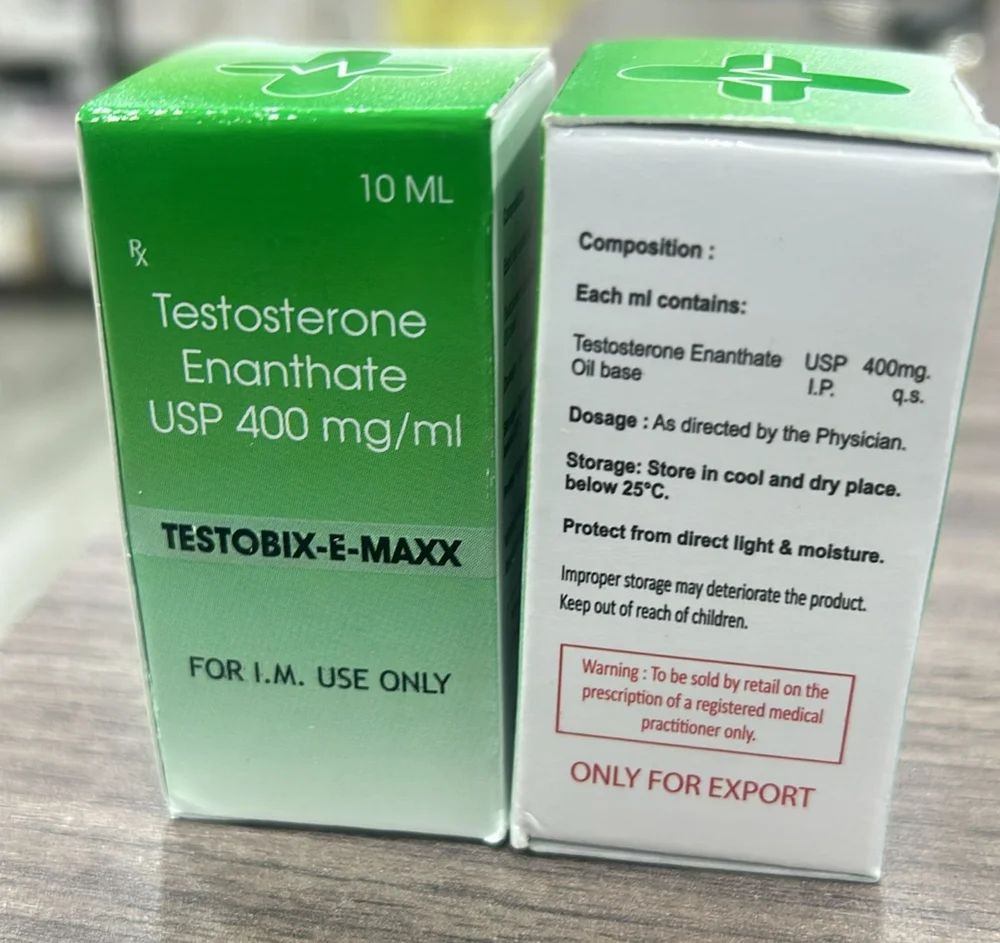 10 ML
Rx
Testosterone
Enanthate
USP 400 mg/ml
TESTOBIX-E-MAXX
FOR I.M. USE ONLY
Composition :
Each ml contains:
Testosterone Enanthate USP 400mg.
Oil base I.P. q.s.
Dosage : As directed by the Physician.
Storage: Store in cool and dry place.
below 25°C.
Protect from direct light & moisture.
Improper storage may deteriorate the product.
Keep out of reach of children.
Warning : To be sold by retail on the
prescription of a registered medical
practitioner only.
ONLY FOR EXPORT